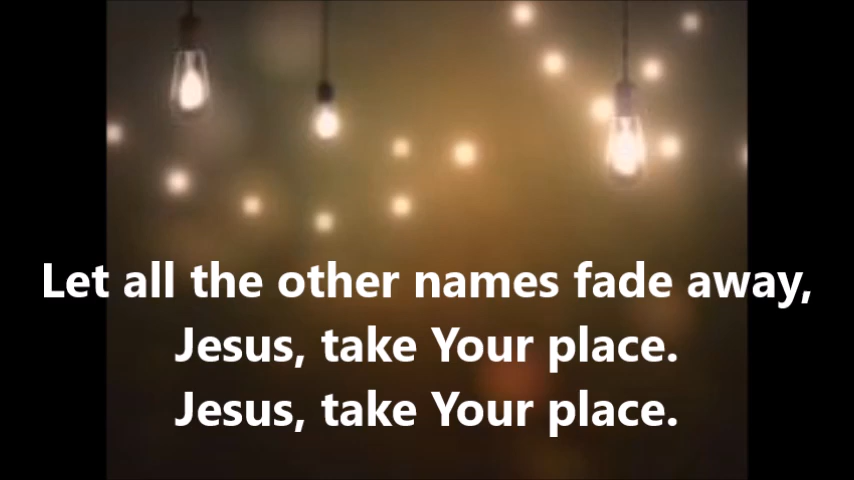 Let all the other names fade away,
Jesus, take Your place.
Jesus, take Your place.